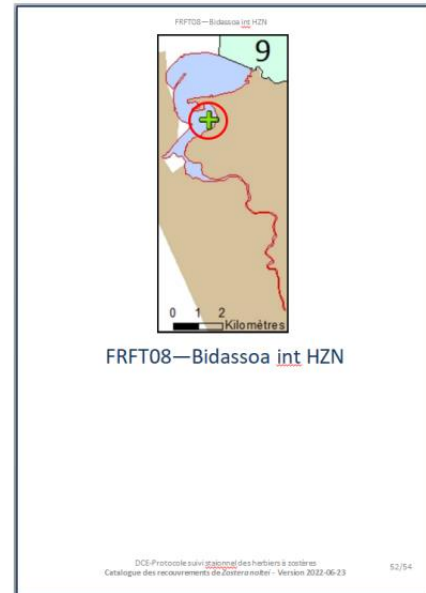 FRFT08—Bidassoa int HZN
9
0 1 2
Kilomètres
FRFT08—Bidassoa int HZN
DCE-Protocole suivi stationnel des herbiers à zostères
Catalogue des recouvrements de Zostera noltei - Version 2022-06-23
52/54